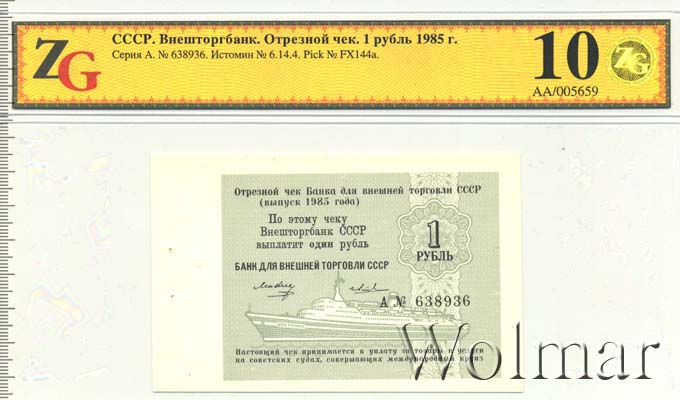 ZG
СССР. Внешторгбанк. Отрезной чек. 1 рубль 1985 г.
Серия А. № 638936. Истомин № 6.14.4. Pick № FX144a.
10
ZG
AA/005659
Отрезной чек Банка для внешней торговли СССР
(выпуск 1985 года)
По этому чеку
Внешторгбанк СССР
выплатит один рубль
1
РУБЛЬ
БАНК ДЛЯ ВНЕШНЕЙ ТОРГОВЛИ СССР
А № 638936
Настоящий чек принимается в уплату за товары и услуги
на советских судах, совершающих международный круиз
Wolmar